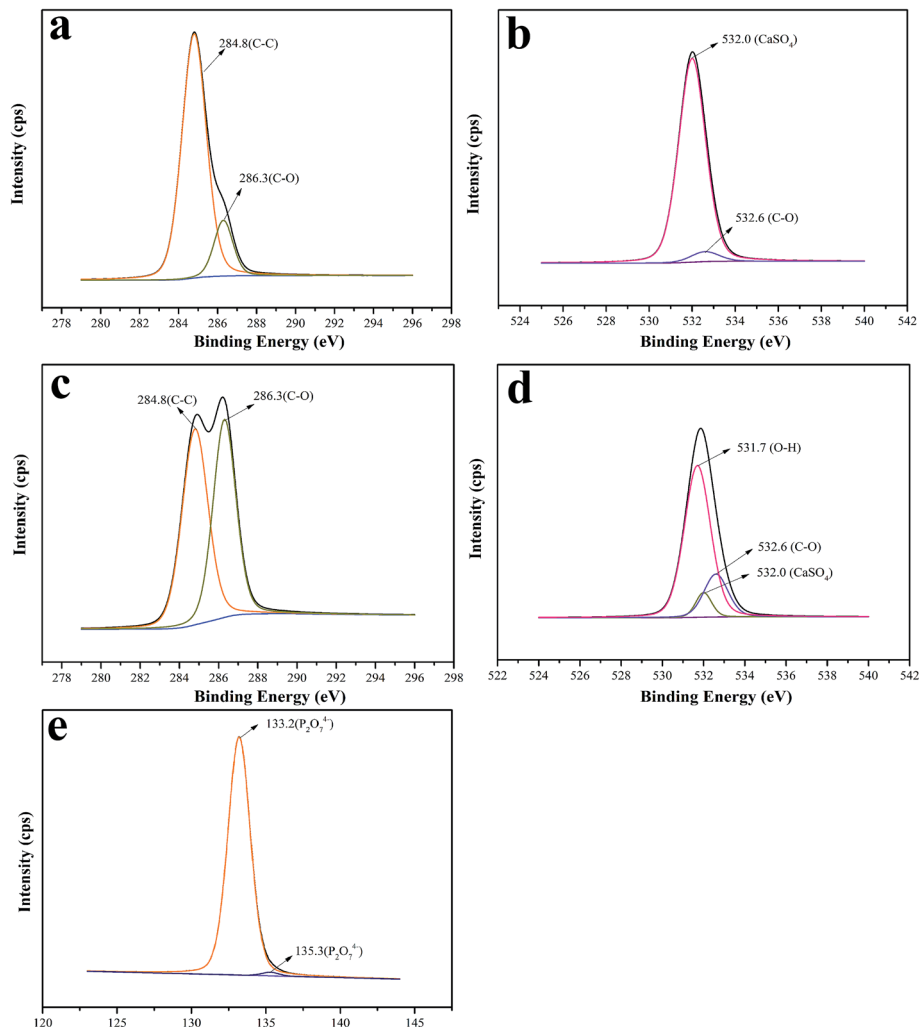 a
284.8(C-C)
286.3(C-O)
Intensity (cps)
278 280 282 284 286 288 290 292 294 296 298
Binding Energy (eV)
b
532.0 (CaSO₄)
532.6 (C-O)
Intensity (cps)
524 526 528 530 532 534 536 538 540 542
Binding Energy (eV)
c
284.8(C-C)
286.3(C-O)
Intensity (cps)
278 280 282 284 286 288 290 292 294 296 298
Binding Energy (eV)
d
531.7 (O-H)
532.6 (C-O)
532.0 (CaSO₄)
Intensity (cps)
522 524 526 528 530 532 534 536 538 540 542
Binding Energy (eV)
e
133.2(P₂O₇⁴⁻)
135.3(P₂O₇⁴⁻)
Intensity (cps)
120 125 130 135 140 145